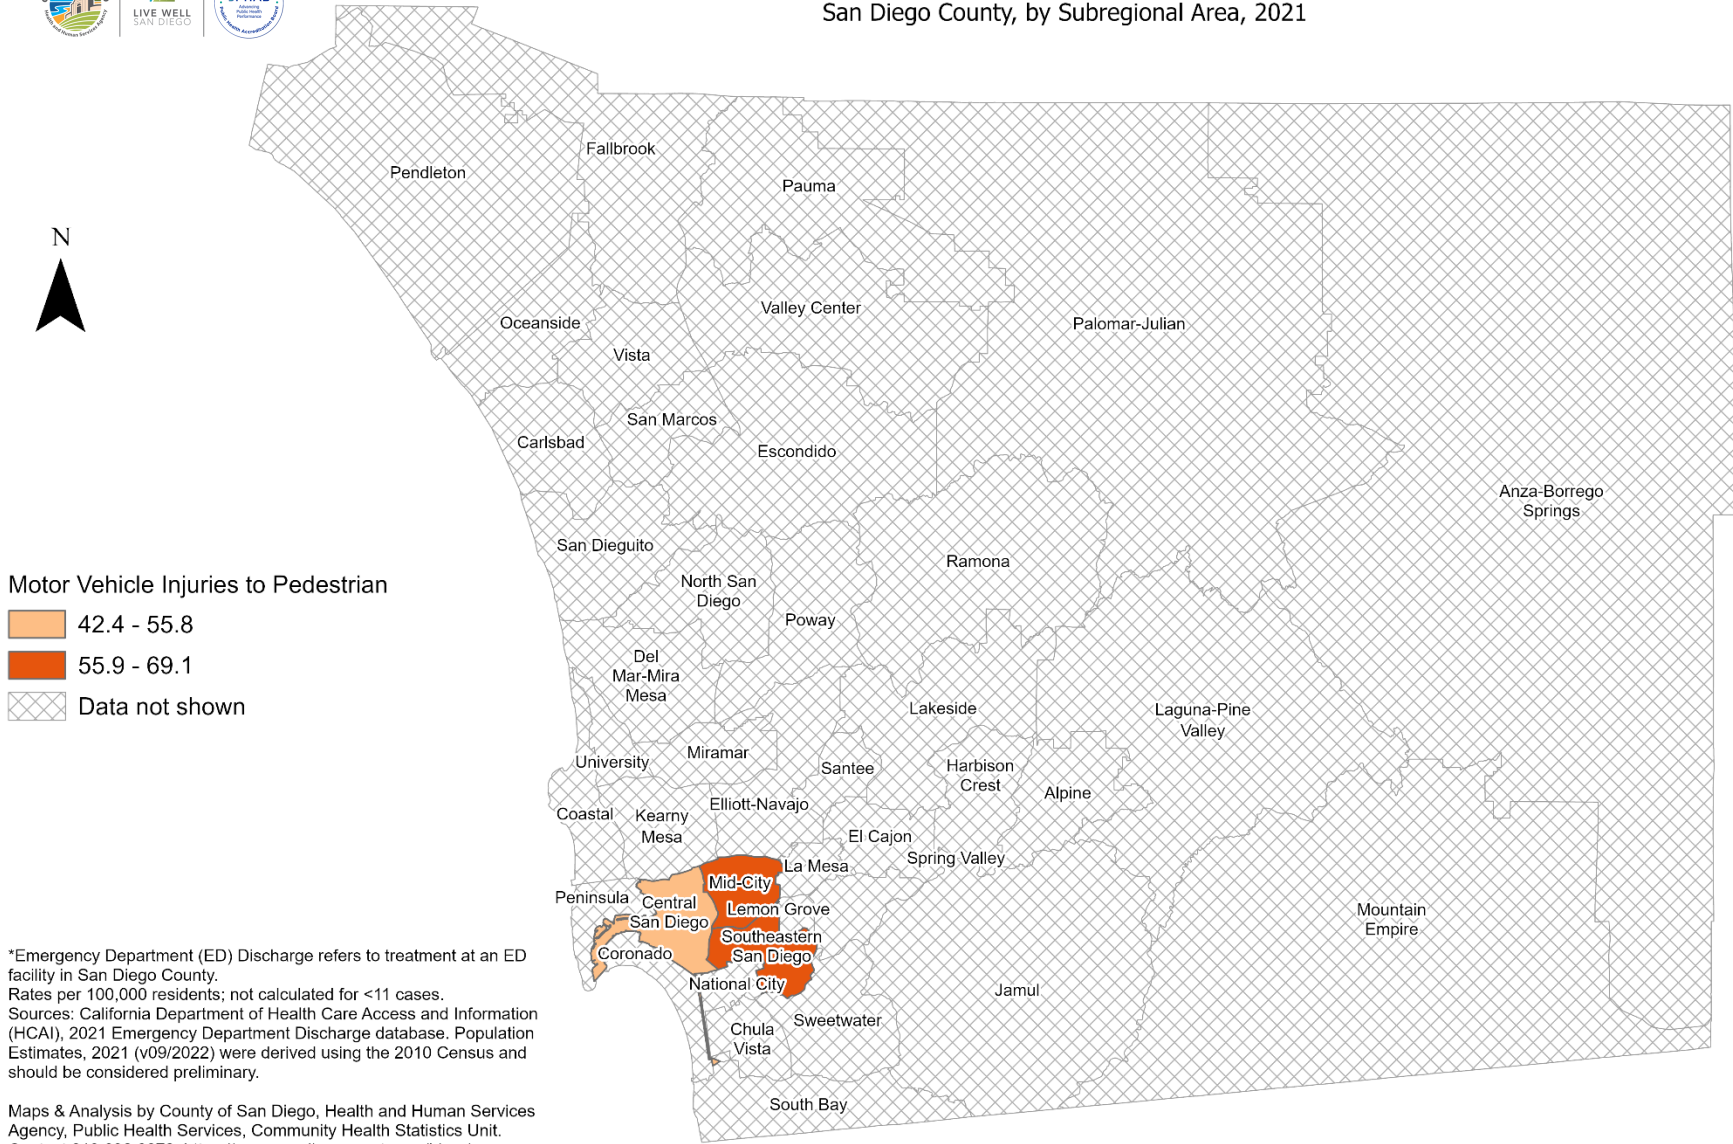 LIVE WELL
SAN DIEGO
Advancing
Public Health
Performance
San Diego County, by Subregional Area, 2021
Fallbrook
Pendleton
Pauma
N
Valley Center
Oceanside
Palomar-Julian
Vista
San Marcos
Carlsbad
Escondido
Anza-Borrego
Springs
San Dieguito
Ramona
North San
Diego
Poway
Motor Vehicle Injuries to Pedestrian
42.4 - 55.8
55.9 - 69.1
Data not shown
Del
Mar-Mira
Mesa
Lakeside
Laguna-Pine
Valley
Miramar
University
Santee
Harbison
Crest
Alpine
Elliott-Navajo
Coastal
Kearny
Mesa
El Cajon
Spring Valley
La Mesa
Mid-City
Peninsula
Central
San Diego
Lemon Grove
Mountain
Empire
Southeastern
San Diego
Coronado
National City
Jamul
Sweetwater
Chula
Vista
South Bay
*Emergency Department (ED) Discharge refers to treatment at an ED
facility in San Diego County.
Rates per 100,000 residents; not calculated for <11 cases.
Sources: California Department of Health Care Access and Information
(HCAI), 2021 Emergency Department Discharge database. Population
Estimates, 2021 (v09/2022) were derived using the 2010 Census and
should be considered preliminary.
Maps & Analysis by County of San Diego, Health and Human Services
Agency, Public Health Services, Community Health Statistics Unit.